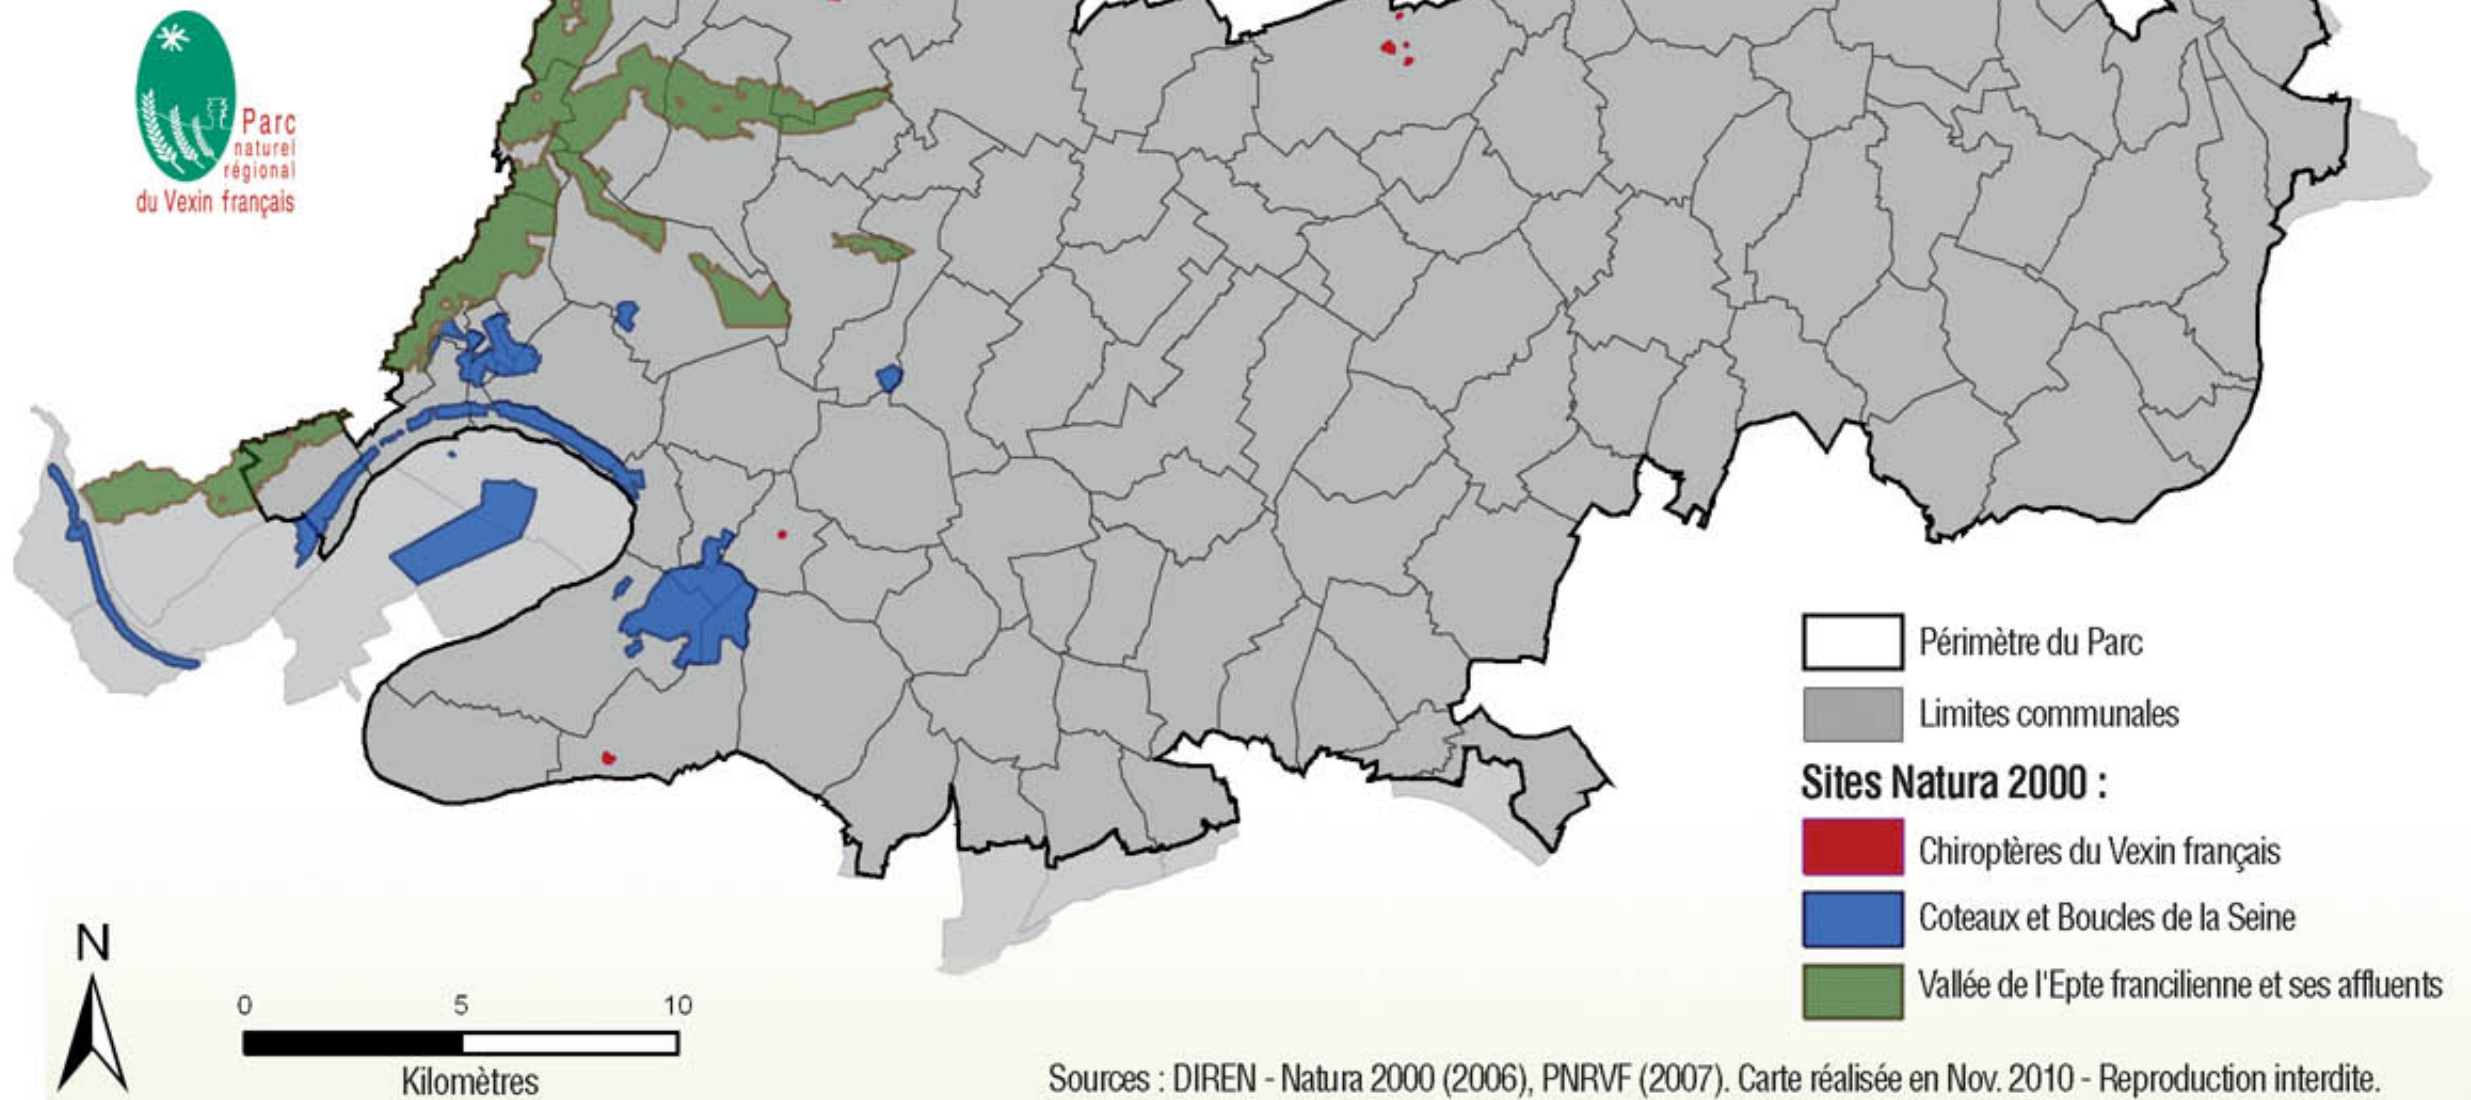 Parc
naturel
régional
du Vexin français
Périmètre du Parc
Limites communales
Sites Natura 2000 :
Chiroptères du Vexin français
Coteaux et Boucles de la Seine
Vallée de l'Epte francilienne et ses affluents
N
0 5 10
Kilomètres
Sources : DIREN - Natura 2000 (2006), PNRVF (2007). Carte réalisée en Nov. 2010 - Reproduction interdite.